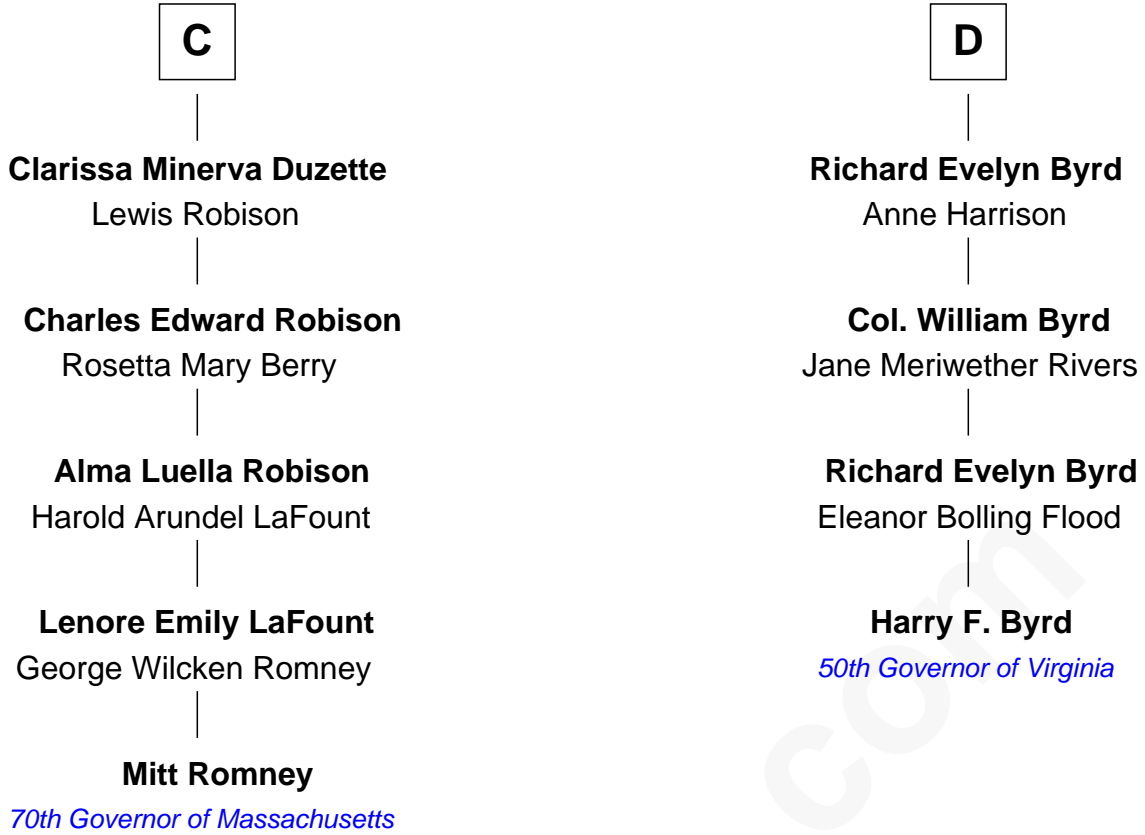 C
Clarissa Minerva Duzette
Lewis Robison
Charles Edward Robison
Rosetta Mary Berry
Alma Luella Robison
Harold Arundel LaFount
Lenore Emily LaFount
George Wilcken Romney
Mitt Romney
70th Governor of Massachusetts
D
Richard Evelyn Byrd
Anne Harrison
Col. William Byrd
Jane Meriwether Rivers
Richard Evelyn Byrd
Eleanor Bolling Flood
Harry F. Byrd
50th Governor of Virginia
com